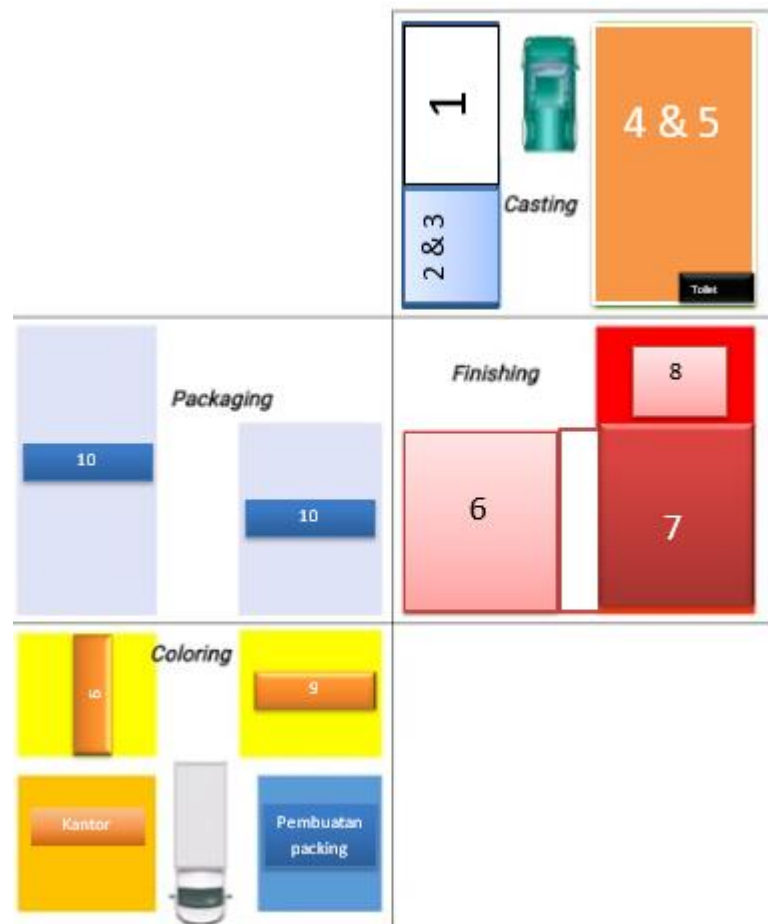 1
4 & 5
Casting
2 & 3
Toilet
Finishing
8
Packaging
10
10
6
7
Coloring
9
9
Kantor
Pembuatan
packing